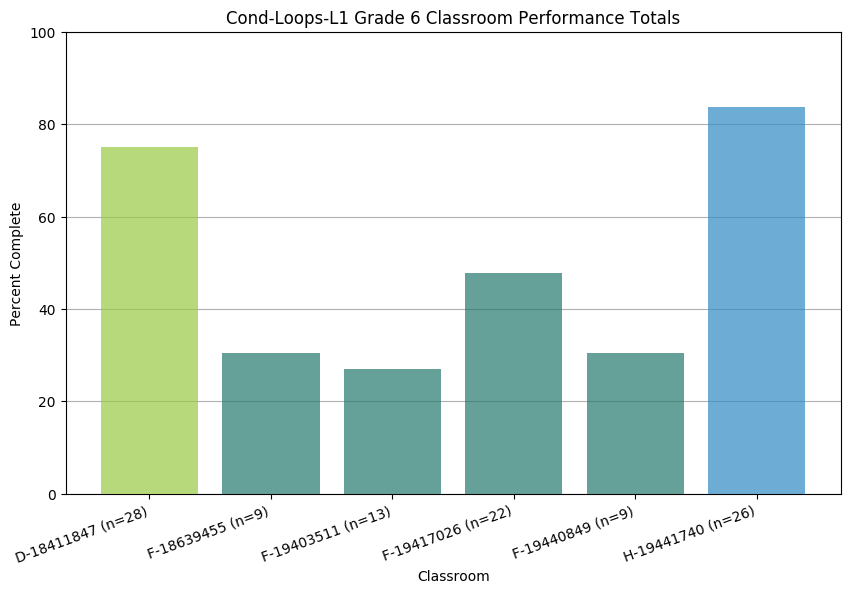 Cond-Loops-L1 Grade 6 Classroom Performance Totals
Percent Complete
100
80
60
40
20
0
D-18411847 (n=28)
F-18639455 (n=9)
F-19403511 (n=13)
F-19417026 (n=22)
F-19440849 (n=9)
H-19441740 (n=26)
Classroom